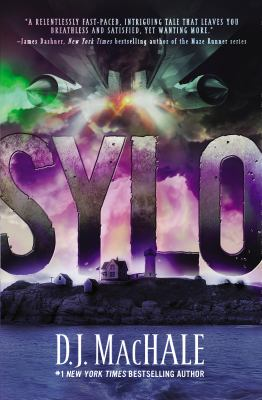 "A RELENTLESSLY FAST-PACED, INTRIGUING TALE THAT LEAVES YOU
BREATHLESS AND SATISFIED, YET WANTING MORE."
—James Dashner, New York Times bestselling author of the Maze Runner series
SYLO
D.J. MACHALE
#1 NEW YORK TIMES BESTSELLING AUTHOR